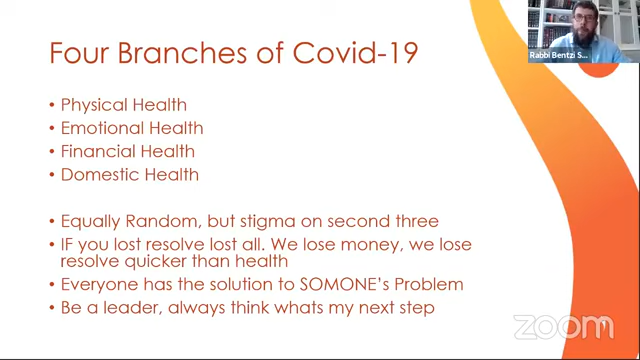 Four Branches of Covid-19
• Physical Health
• Emotional Health
• Financial Health
• Domestic Health
• Equally Random, but stigma on second three
• IF you lost resolve lost all. We lose money, we lose
resolve quicker than health
• Everyone has the solution to SOMONE's Problem
• Be a leader, always think whats my next step
Rabbi Bentzi S...
zoom